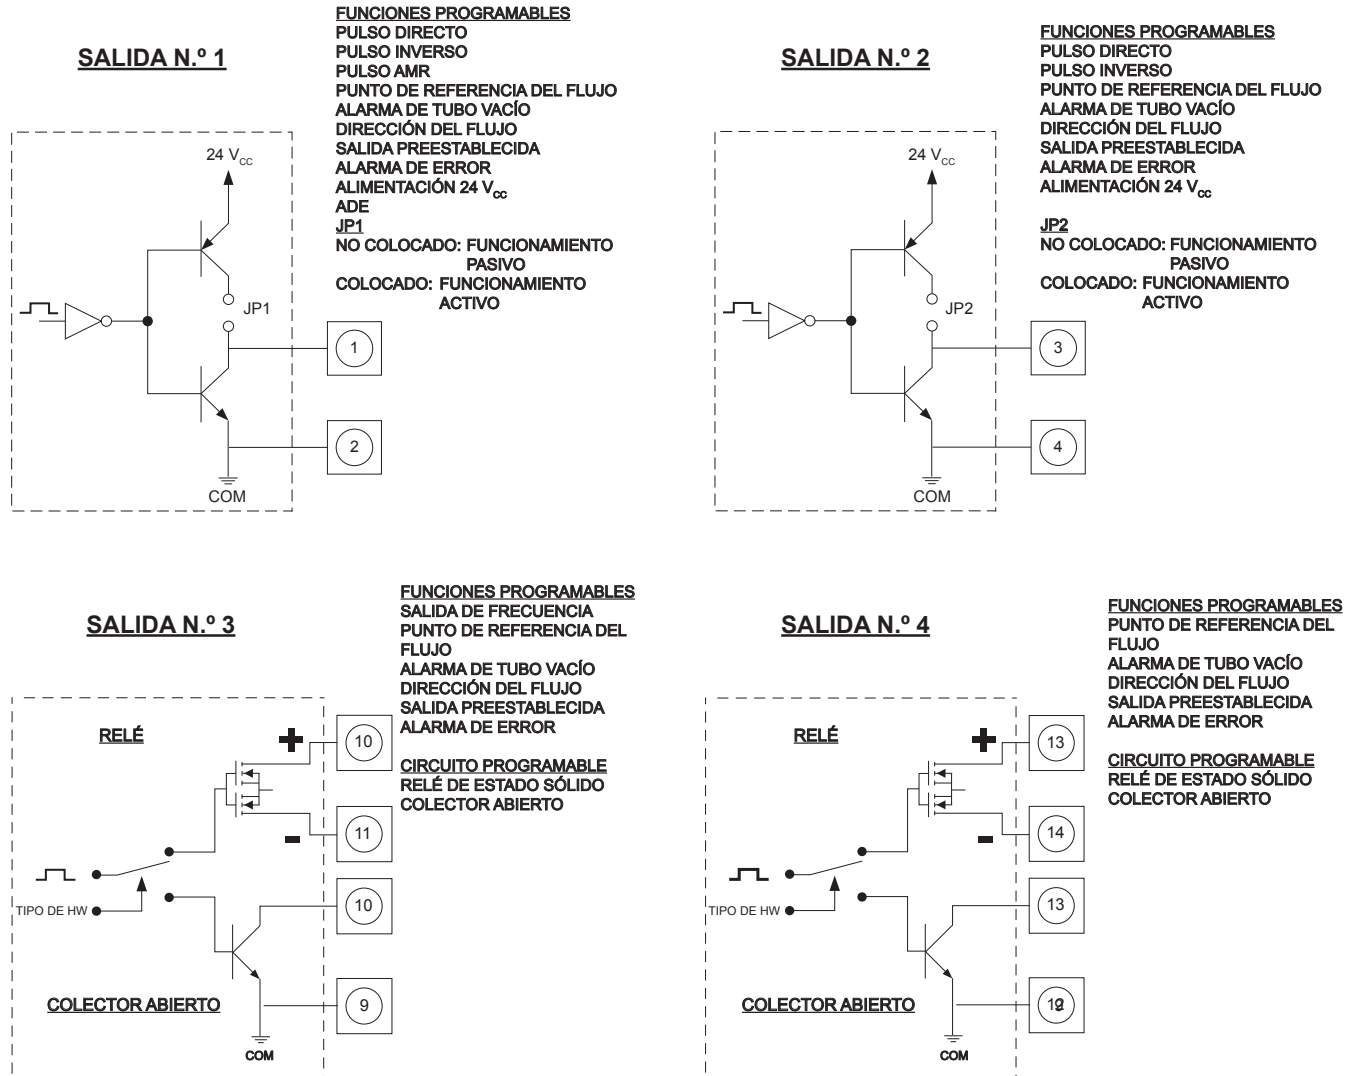 SALIDA N.º 1
FUNCIONES PROGRAMABLES
PULSO DIRECTO
PULSO INVERSO
PULSO AMR
PUNTO DE REFERENCIA DEL FLUJO
ALARMA DE TUBO VACÍO
DIRECCIÓN DEL FLUJO
SALIDA PREESTABLECIDA
ALARMA DE ERROR
ALIMENTACIÓN 24 Vcc
ADE
JP1
NO COLOCADO: FUNCIONAMIENTO
PASIVO
COLOCADO: FUNCIONAMIENTO
ACTIVO
24 Vcc
JP1
1
2
COM
SALIDA N.º 2
FUNCIONES PROGRAMABLES
PULSO DIRECTO
PULSO INVERSO
PUNTO DE REFERENCIA DEL FLUJO
ALARMA DE TUBO VACÍO
DIRECCIÓN DEL FLUJO
SALIDA PREESTABLECIDA
ALARMA DE ERROR
ALIMENTACIÓN 24 Vcc
JP2
NO COLOCADO: FUNCIONAMIENTO
PASIVO
COLOCADO: FUNCIONAMIENTO
ACTIVO
24 Vcc
JP2
3
4
COM
SALIDA N.º 3
FUNCIONES PROGRAMABLES
SALIDA DE FRECUENCIA
PUNTO DE REFERENCIA DEL
FLUJO
ALARMA DE TUBO VACÍO
DIRECCIÓN DEL FLUJO
SALIDA PREESTABLECIDA
ALARMA DE ERROR
CIRCUITO PROGRAMABLE
RELÉ DE ESTADO SÓLIDO
COLECTOR ABIERTO
RELÉ
+
10
-
11
TIPO DE HW
10
COLECTOR ABIERTO
9
COM
SALIDA N.º 4
FUNCIONES PROGRAMABLES
PUNTO DE REFERENCIA DEL
FLUJO
ALARMA DE TUBO VACÍO
DIRECCIÓN DEL FLUJO
SALIDA PREESTABLECIDA
ALARMA DE ERROR
CIRCUITO PROGRAMABLE
RELÉ DE ESTADO SÓLIDO
COLECTOR ABIERTO
RELÉ
+
13
-
14
TIPO DE HW
13
COLECTOR ABIERTO
COM